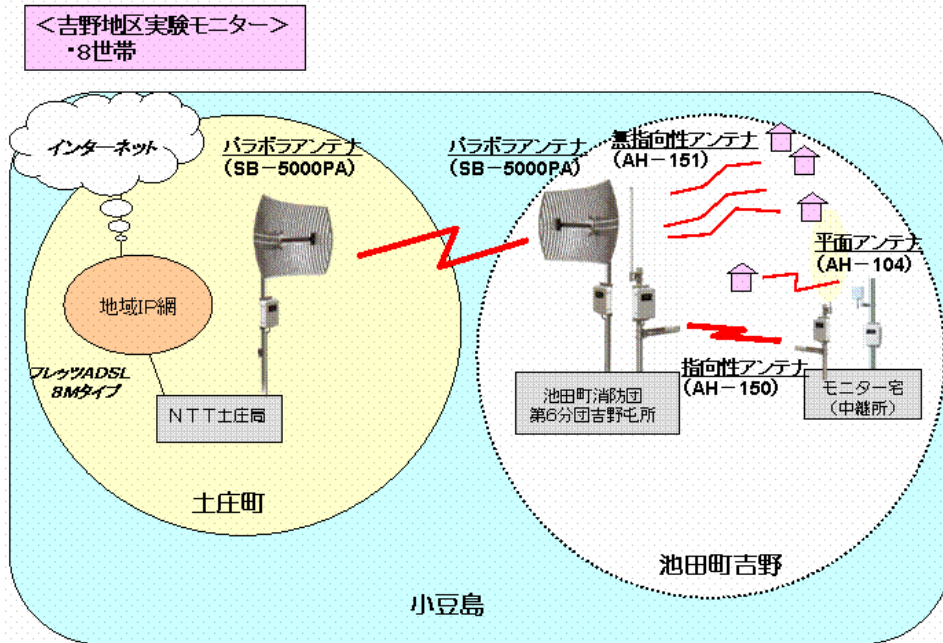 ＜吉野地区実験モニター＞
・8世帯
インターネット
パラボラアンテナ
（SB－5000PA）
パラボラアンテナ
（SB－5000PA）
無指向性アンテナ
（AH－151）
平面アンテナ
（AH－104）
地域IP網
フレッツADSL
8Mタイプ
NTT土庄局
指向性アンテナ
（AH－150）
池田町消防団
第6分団吉野屯所
モニター宅
（中継所）
土庄町
池田町吉野
小豆島